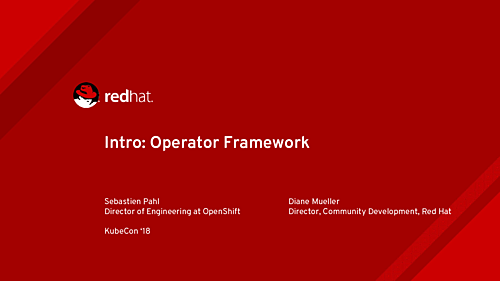 redhat.
Intro: Operator Framework
Sebastien Pahl
Director of Engineering at OpenShift
Diane Mueller
Director, Community Development, Red Hat
KubeCon ‘18